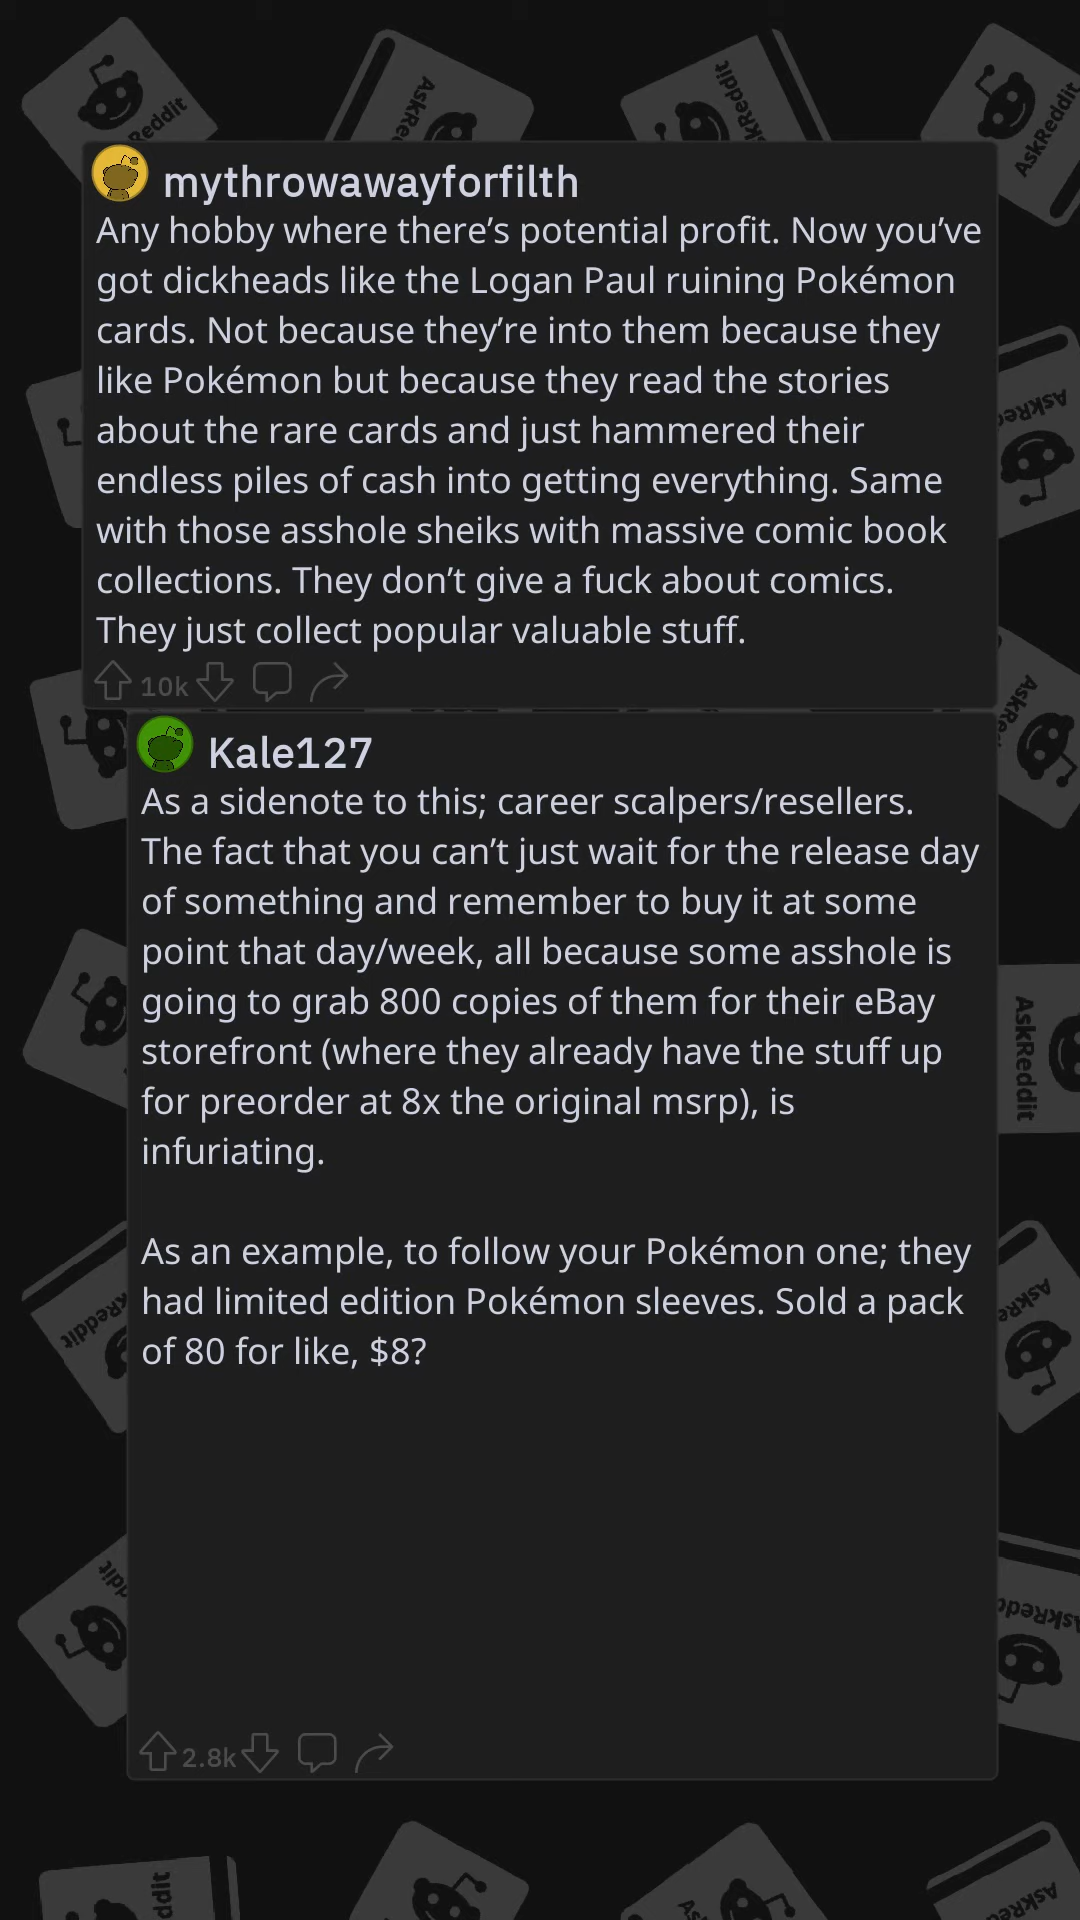 mythrowawayforfilth
Any hobby where there’s potential profit. Now you’ve
got dickheads like the Logan Paul ruining Pokémon
cards. Not because they’re into them because they
like Pokémon but because they read the stories
about the rare cards and just hammered their
endless piles of cash into getting everything. Same
with those asshole sheiks with massive comic book
collections. They don’t give a fuck about comics.
They just collect popular valuable stuff.
10k
Kale127
As a sidenote to this; career scalpers/resellers.
The fact that you can’t just wait for the release day
of something and remember to buy it at some
point that day/week, all because some asshole is
going to grab 800 copies of them for their eBay
storefront (where they already have the stuff up
for preorder at 8x the original msrp), is
infuriating.
As an example, to follow your Pokémon one; they
had limited edition Pokémon sleeves. Sold a pack
of 80 for like, $8?
2.8k
AskReddit
AskReddit